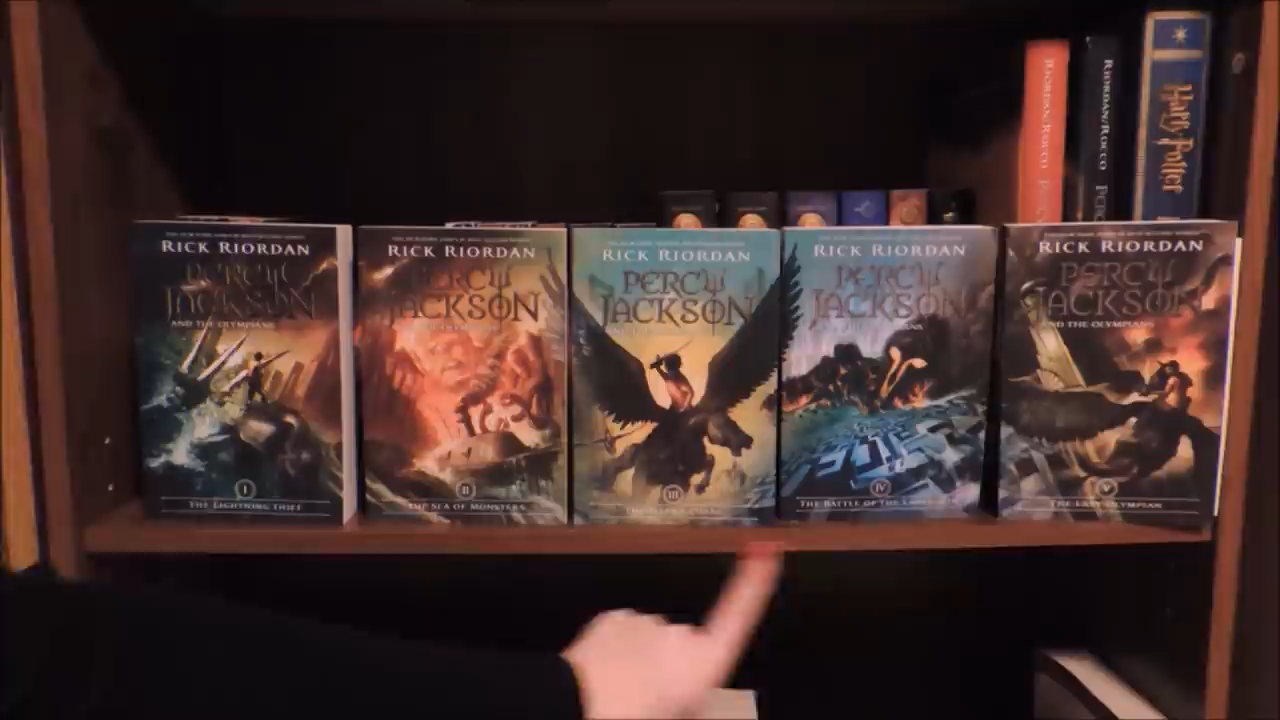 RIORDAN/ROCCO
RIORDAN/ROCCO
Harry Potter
RICK RIORDAN
PERCY
JACKSON
AND THE OLYMPIANS
I
THE LIGHTNING THIEF
RICK RIORDAN
PERCY
JACKSON
II
THE SEA OF MONSTERS
RICK RIORDAN
PERCY
JACKSON
III
RICK RIORDAN
PERCY
JACKSON
IV
THE BATTLE OF THE
RICK RIORDAN
PERCY
JACKSON
AND THE OLYMPIANS
V
THE LAST OLYMPIAN